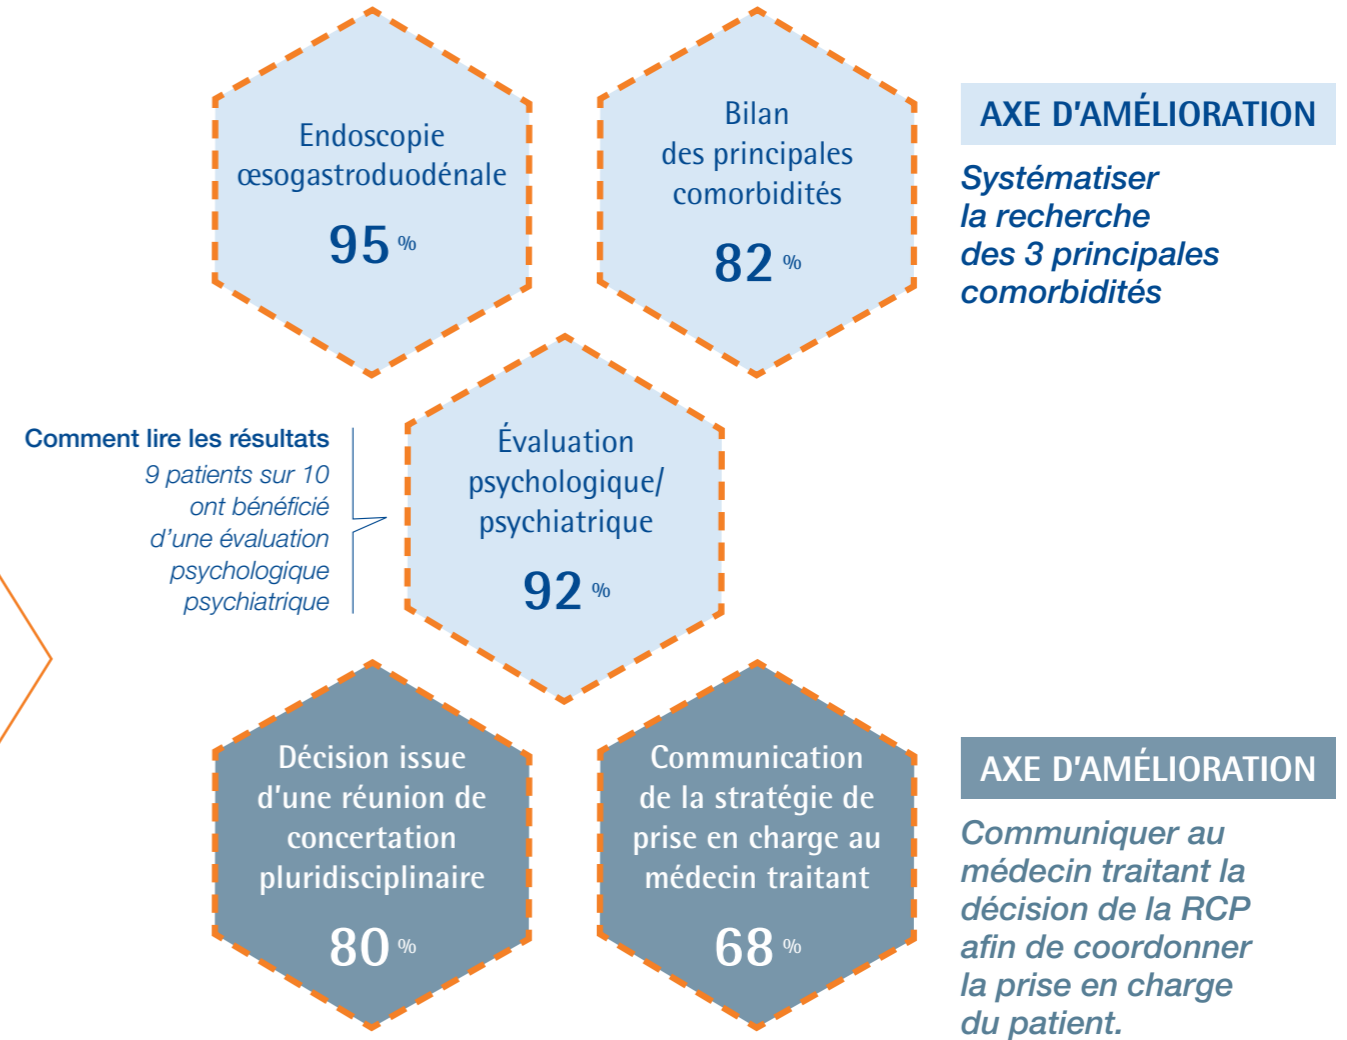 Endoscopie
œsogastroduodénale
95 %
Bilan
des principales
comorbidités
82 %
AXE D'AMÉLIORATION
Systématiser
la recherche
des 3 principales
comorbidités
Comment lire les résultats
9 patients sur 10
ont bénéficié
d’une évaluation
psychologique
psychiatrique
Évaluation
psychologique/
psychiatrique
92 %
Décision issue
d’une réunion de
concertation
pluridisciplinaire
80 %
Communication
de la stratégie de
prise en charge au
médecin traitant
68 %
AXE D'AMÉLIORATION
Communiquer au
médecin traitant la
décision de la RCP
afin de coordonner
la prise en charge
du patient.